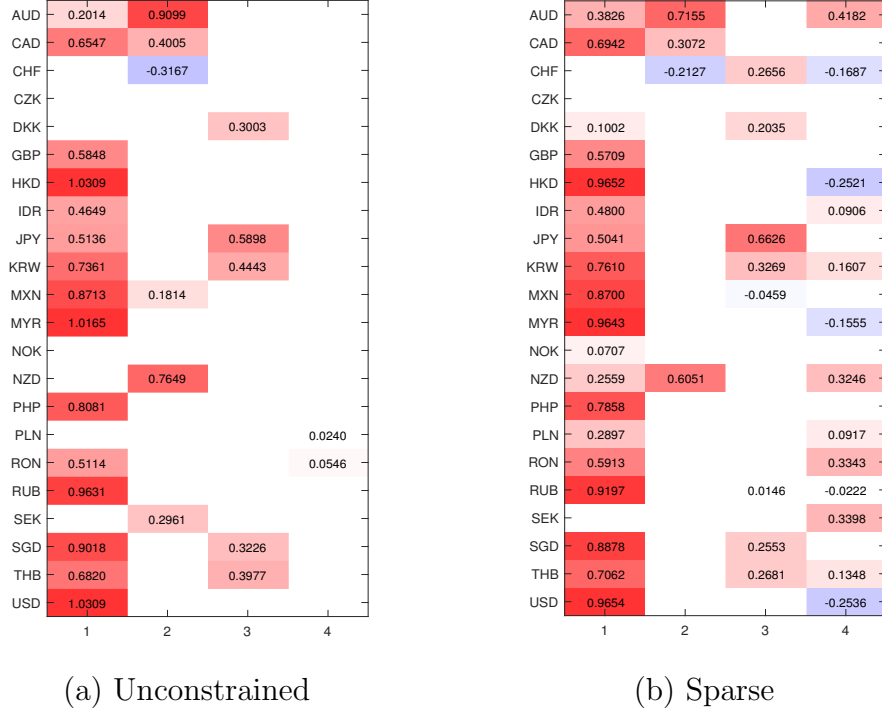 AUD 0.2014 0.9099
CAD 0.6547 0.4005
CHF -0.3167
CZK
DKK 0.3003
GBP 0.5848
HKD 1.0309
IDR 0.4649
JPY 0.5136 0.5898
KRW 0.7361 0.4443
MXN 0.8713 0.1814
MYR 1.0165
NOK
NZD 0.7649
PHP 0.8081
PLN 0.0240
RON 0.5114 0.0546
RUB 0.9631
SEK 0.2961
SGD 0.9018 0.3226
THB 0.6820 0.3977
USD 1.0309
1 2 3 4
(a) Unconstrained
AUD 0.3826 0.7155 0.4182
CAD 0.6942 0.3072
CHF -0.2127 0.2656 -0.1687
CZK
DKK 0.1002 0.2035
GBP 0.5709
HKD 0.9652 -0.2521
IDR 0.4800 0.0906
JPY 0.5041 0.6626
KRW 0.7610 0.3269 0.1607
MXN 0.8700 -0.0459
MYR 0.9643 -0.1555
NOK 0.0707
NZD 0.2559 0.6051 0.3246
PHP 0.7858
PLN 0.2897 0.0917
RON 0.5913 0.3343
RUB 0.9197 0.0146 -0.0222
SEK 0.3398
SGD 0.8878 0.2553
THB 0.7062 0.2681 0.1348
USD 0.9654 -0.2536
1 2 3 4
(b) Sparse